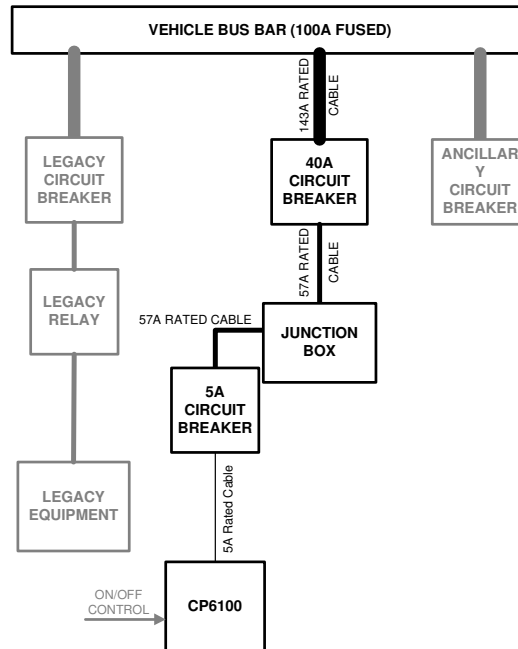 VEHICLE BUS BAR (100A FUSED)
143A RATED
CABLE
LEGACY
CIRCUIT
BREAKER
40A
CIRCUIT
BREAKER
ANCILLAR
Y
CIRCUIT
BREAKER
57A RATED
CABLE
LEGACY
RELAY
57A RATED CABLE
JUNCTION
BOX
5A
CIRCUIT
BREAKER
LEGACY
EQUIPMENT
5A Rated Cable
ON/OFF
CONTROL
CP6100